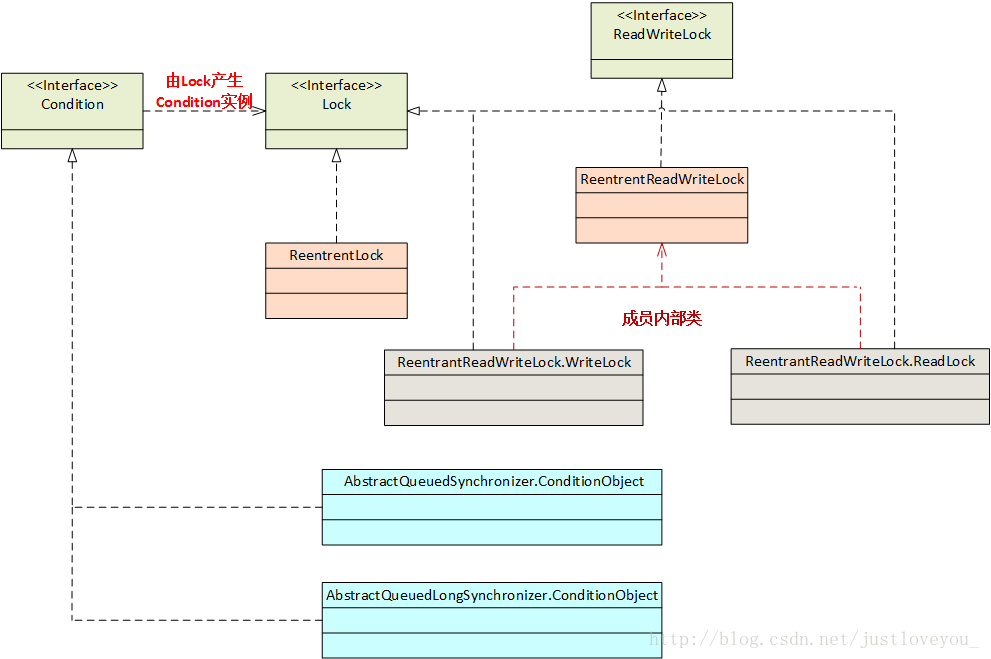 <<Interface>>
ReadWriteLock
<<Interface>>
Condition
由Lock产生
Condition实例
<<Interface>>
Lock
ReentrentReadWriteLock
ReentrentLock
成员内部类
ReentrantReadWriteLock.WriteLock
ReentrantReadWriteLock.ReadLock
AbstractQueuedSynchronizer.ConditionObject
AbstractQueuedLongSynchronizer.ConditionObject
http://blog.csdn.net/justloveyou_